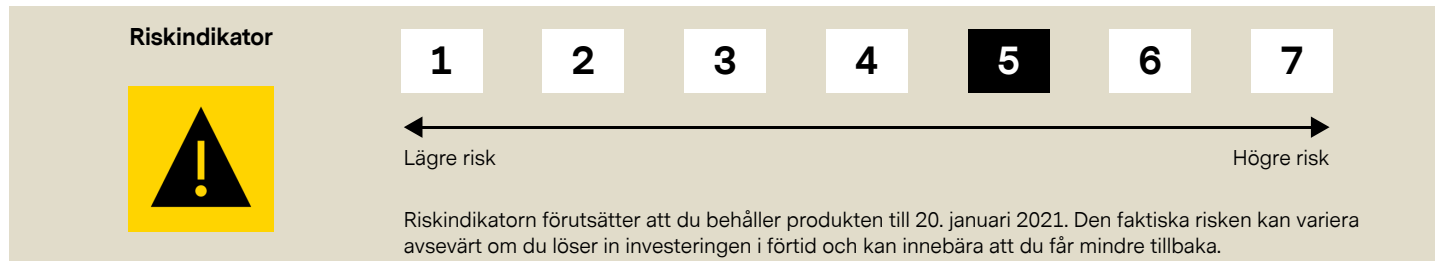 Riskindikator
1 2 3 4 5 6 7
Lägre risk
Högre risk
Riskindikatorn förutsätter att du behåller produkten till 20. januari 2021. Den faktiska risken kan variera
avsevärt om du löser in investeringen i förtid och kan innebära att du får mindre tillbaka.